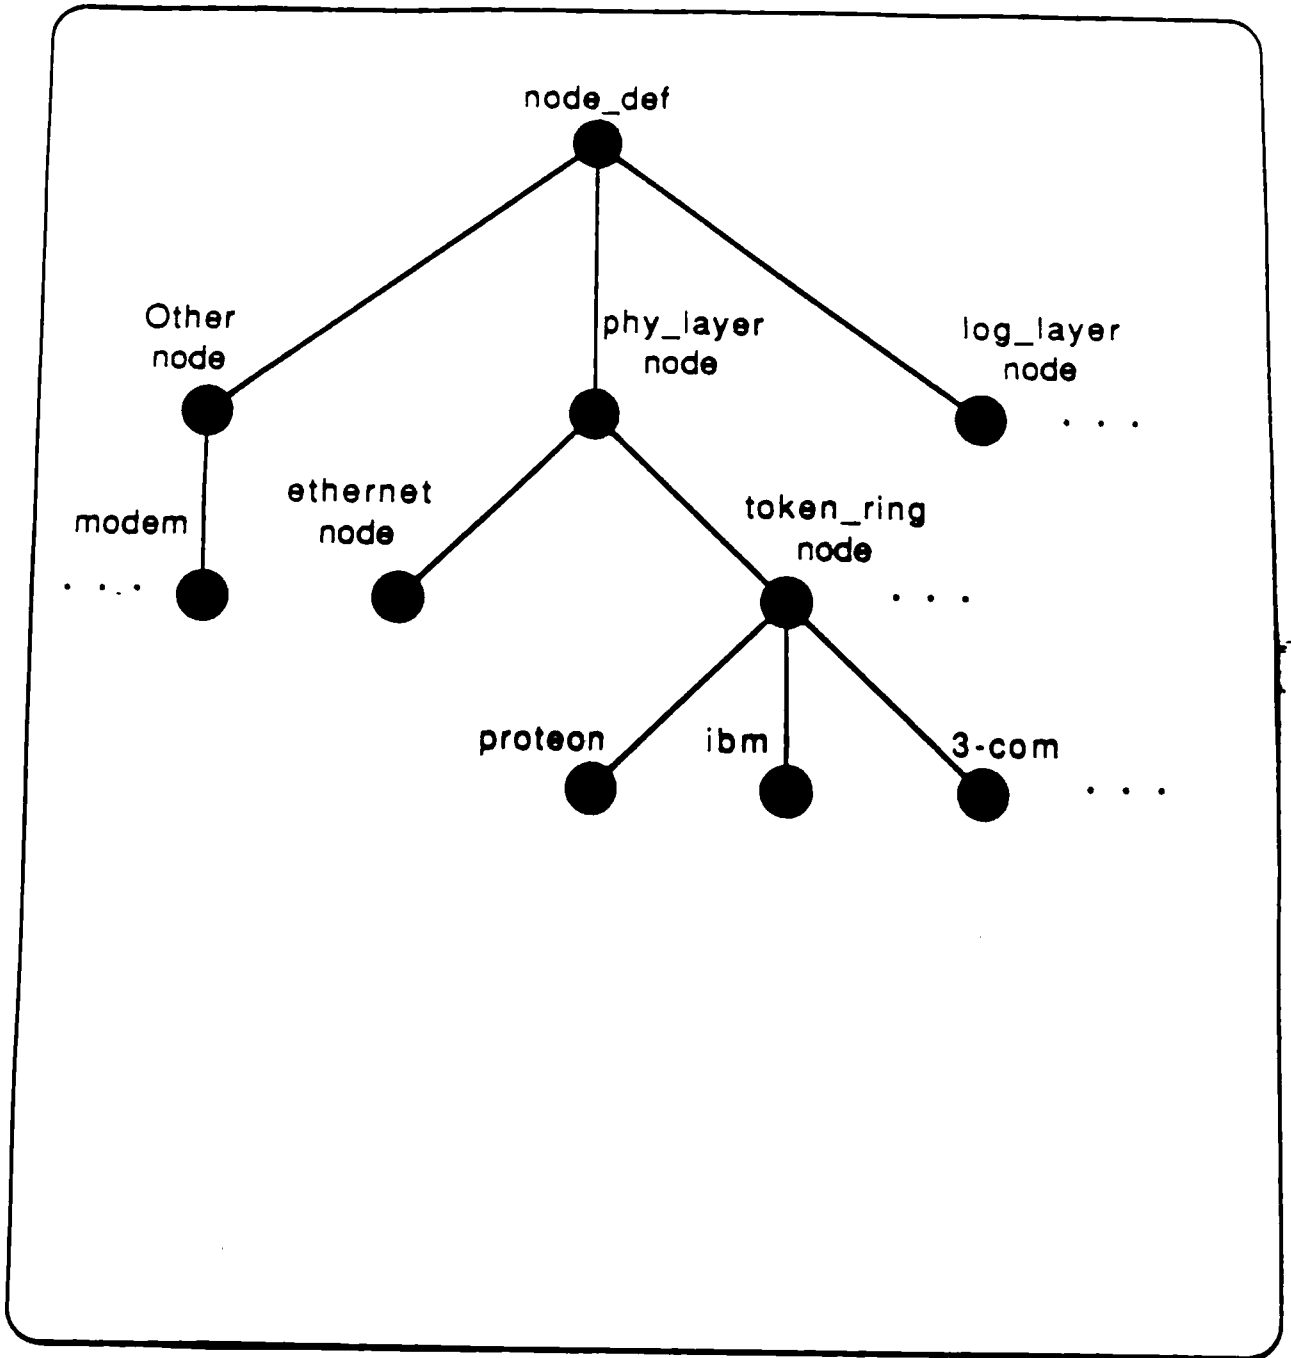 node_def
Other
node
phy_layer
node
log_layer
node
. . .
modem
ethernet
node
token_ring
node
. . .
. . .
proteon
ibm
3-com
. . .